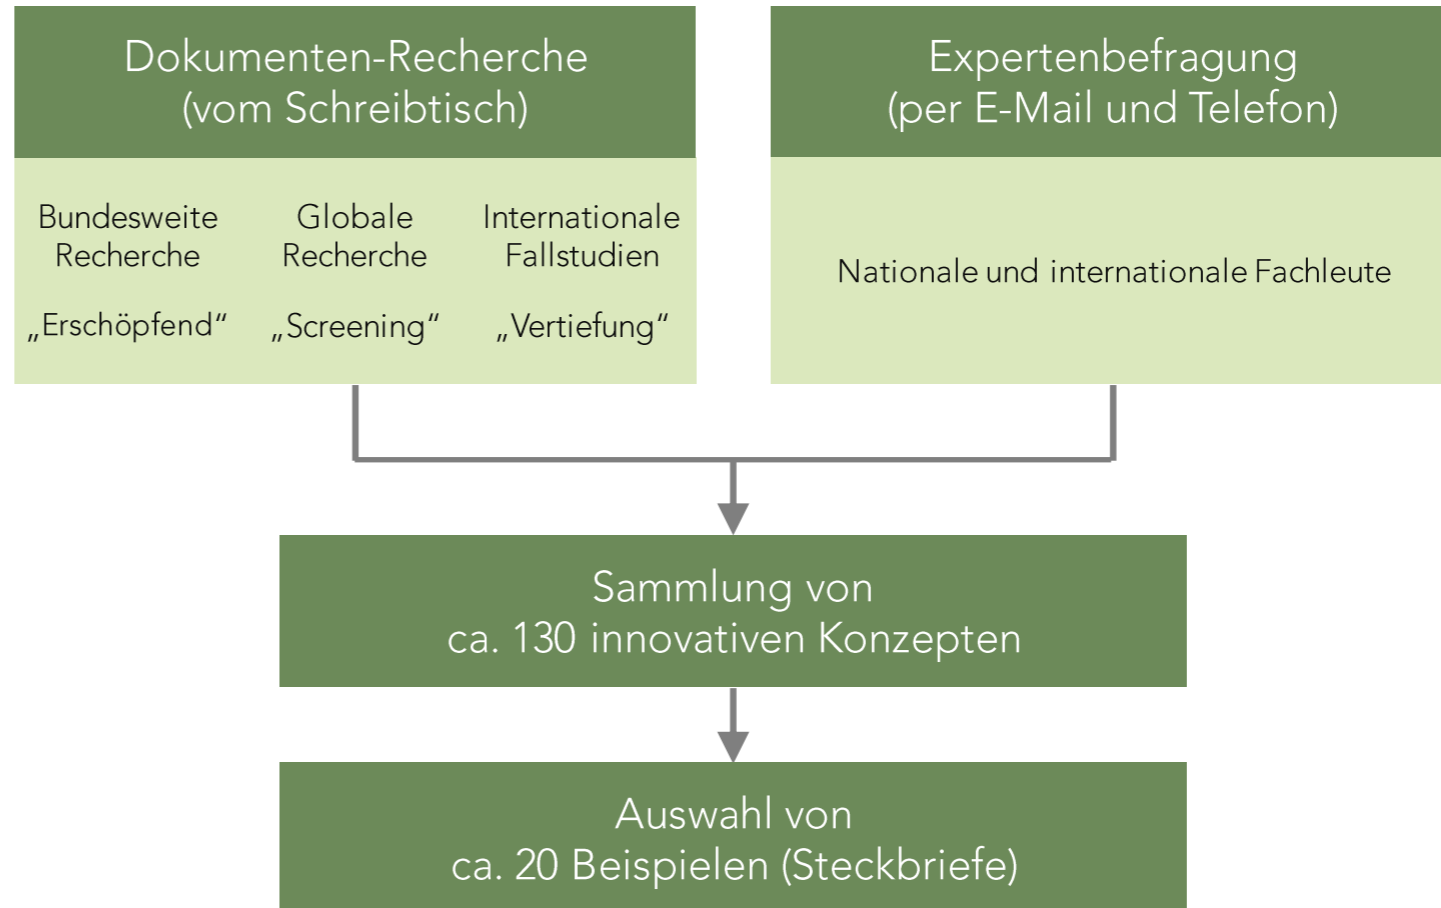 Dokumenten-Recherche
(vom Schreibtisch)
Bundesweite
Recherche
„Erschöpfend“
Globale
Recherche
„Screening“
Internationale
Fallstudien
„Vertiefung“
Expertenbefragung
(per E-Mail und Telefon)
Nationale und internationale Fachleute
Sammlung von
ca. 130 innovativen Konzepten
Auswahl von
ca. 20 Beispielen (Steckbriefe)